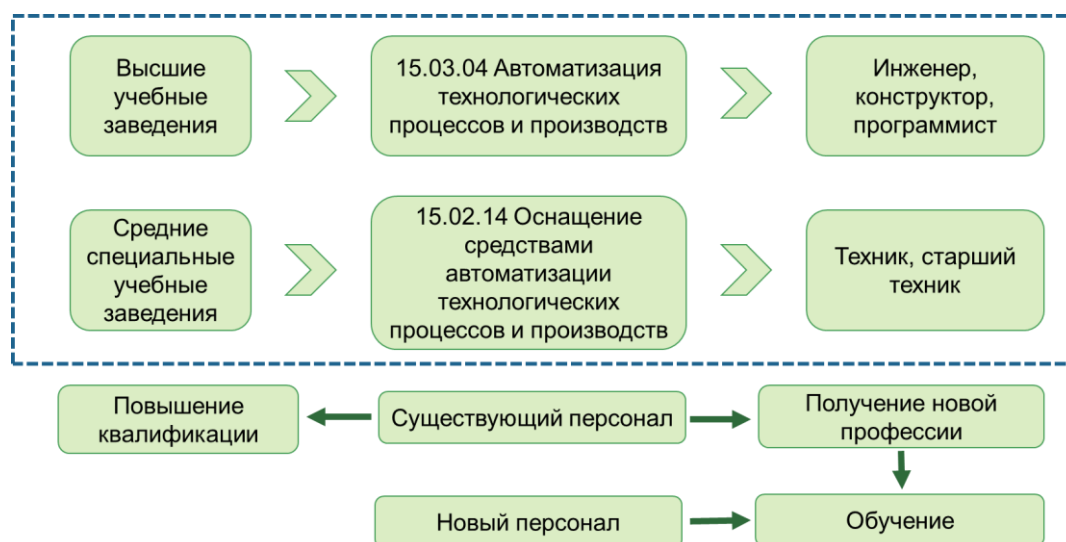 Высшие
учебные
заведения
15.03.04 Автоматизация
технологических
процессов и производств
Инженер,
конструктор,
программист
Средние
специальные
учебные
заведения
15.02.14 Оснащение
средствами
автоматизации
технологических
процессов и производств
Техник, старший
техник
Повышение
квалификации
Существующий персонал
Получение новой
профессии
Новый персонал
Обучение